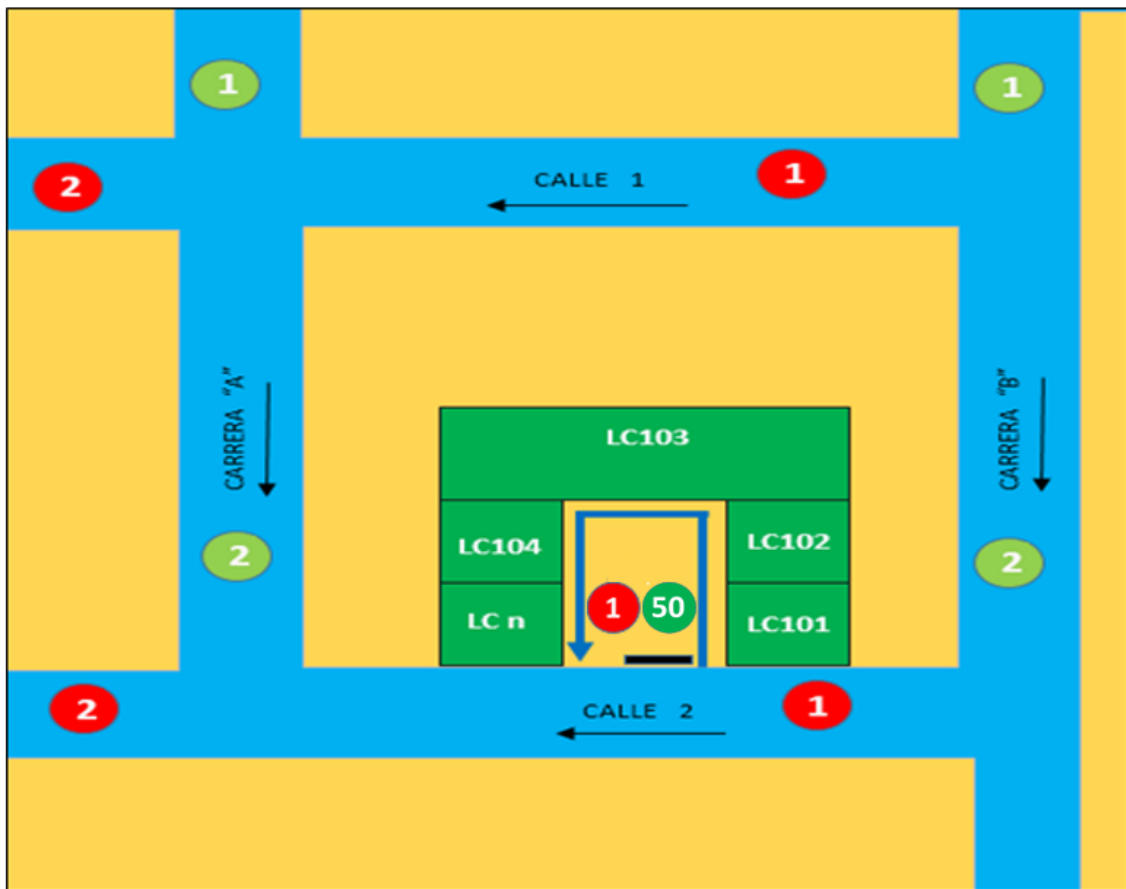 1
1
CALLE 1
1
2
CARRERA "A"
CARRERA "B"
LC103
LC104
LC102
2
2
1
50
LC n
LC101
2
CALLE 2
1